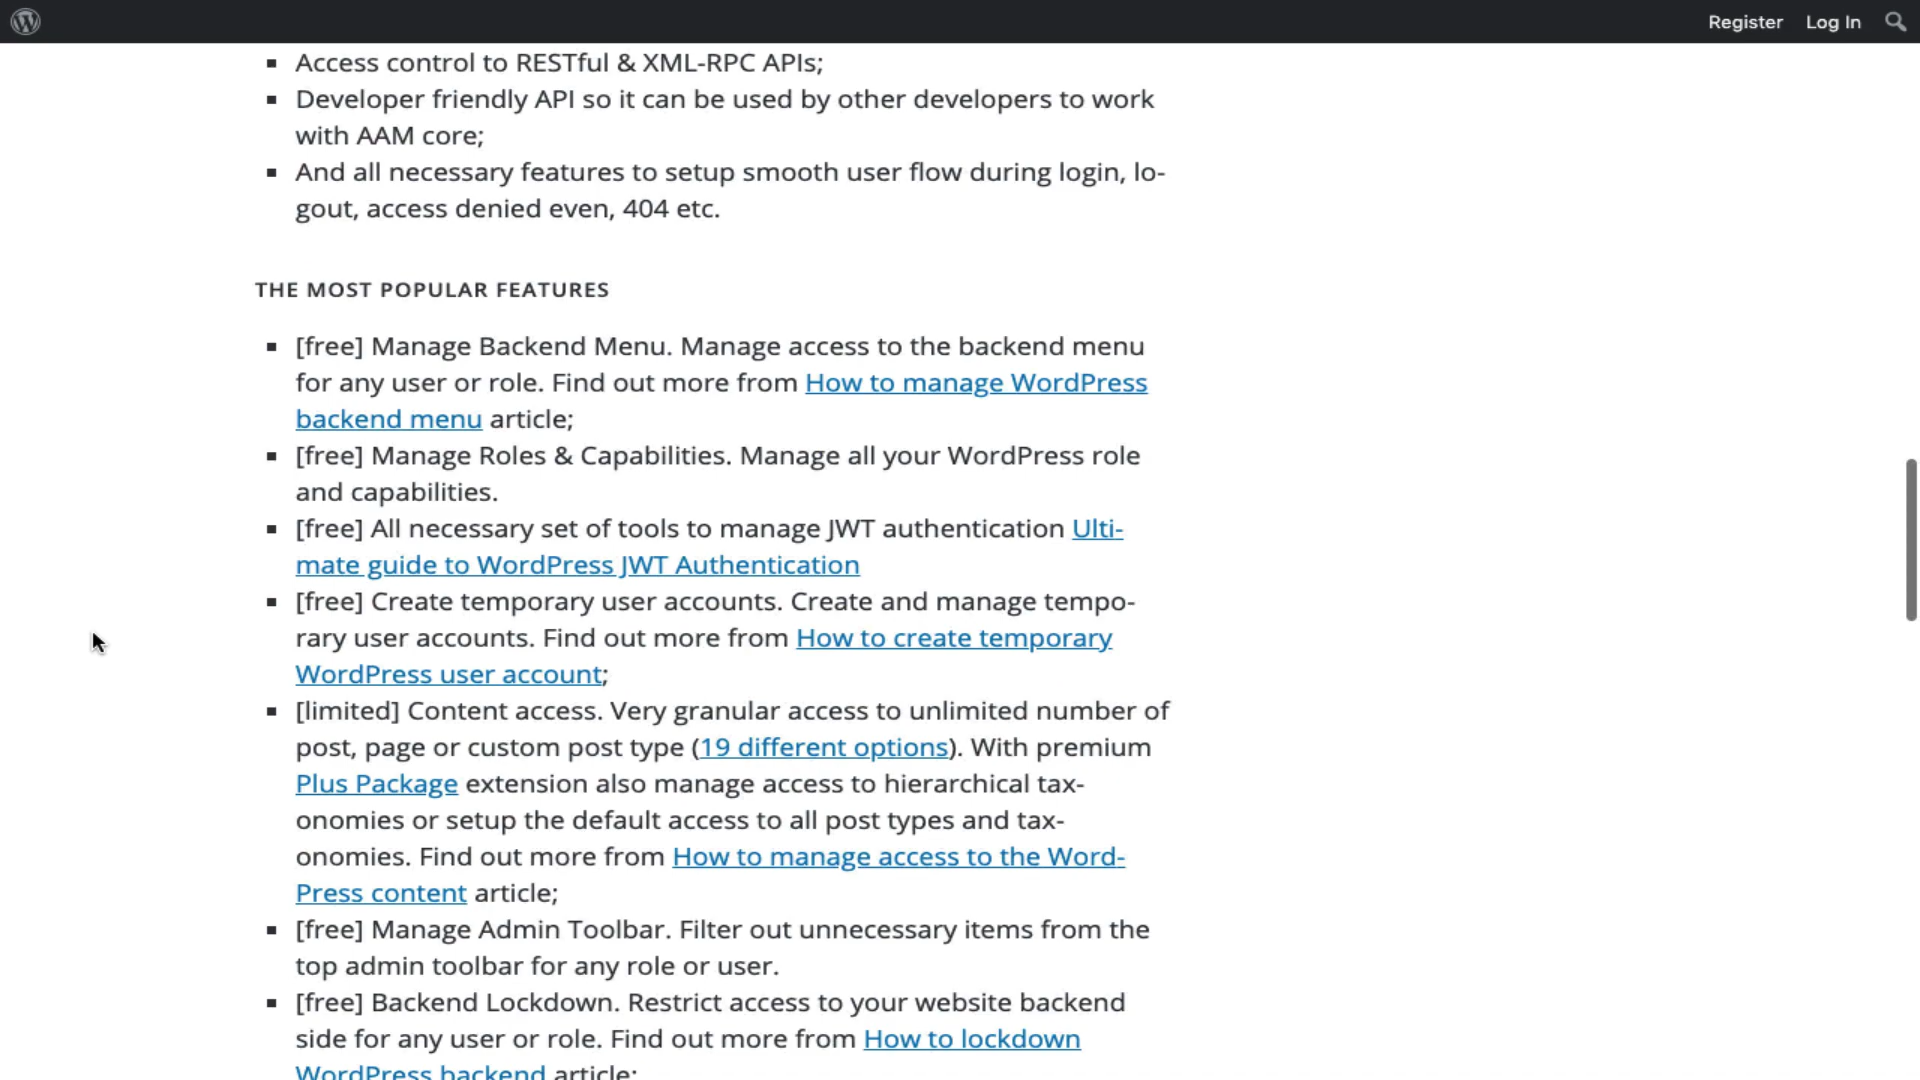 Register Log In
Access control to RESTful & XML-RPC APIs;
Developer friendly API so it can be used by other developers to work
with AAM core;
And all necessary features to setup smooth user flow during login, lo-
gout, access denied even, 404 etc.
THE MOST POPULAR FEATURES
[free] Manage Backend Menu. Manage access to the backend menu
for any user or role. Find out more from How to manage WordPress
backend menu article;
[free] Manage Roles & Capabilities. Manage all your WordPress role
and capabilities.
[free] All necessary set of tools to manage JWT authentication Ulti-
mate guide to WordPress JWT Authentication
[free] Create temporary user accounts. Create and manage tempo-
rary user accounts. Find out more from How to create temporary
WordPress user account;
[limited] Content access. Very granular access to unlimited number of
post, page or custom post type (19 different options). With premium
Plus Package extension also manage access to hierarchical tax-
onomies or setup the default access to all post types and tax-
onomies. Find out more from How to manage access to the Word-
Press content article;
[free] Manage Admin Toolbar. Filter out unnecessary items from the
top admin toolbar for any role or user.
[free] Backend Lockdown. Restrict access to your website backend
side for any user or role. Find out more from How to lockdown
WordPress backend article;